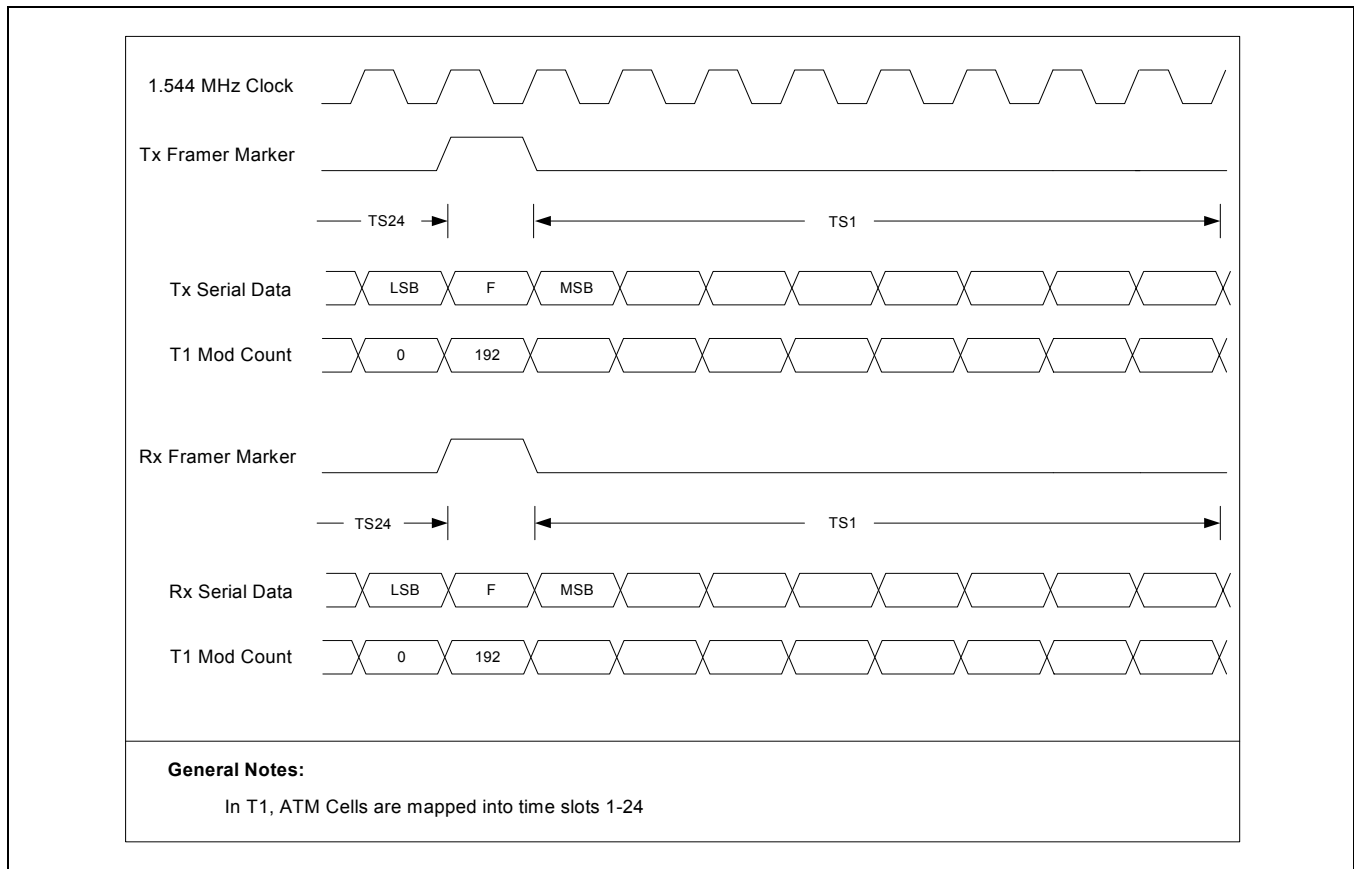 1.544 MHz Clock
Tx Framer Marker
TS24 TS1
Tx Serial Data LSB F MSB
T1 Mod Count 0 192
Rx Framer Marker
TS24 TS1
Rx Serial Data LSB F MSB
T1 Mod Count 0 192
General Notes:
In T1, ATM Cells are mapped into time slots 1-24